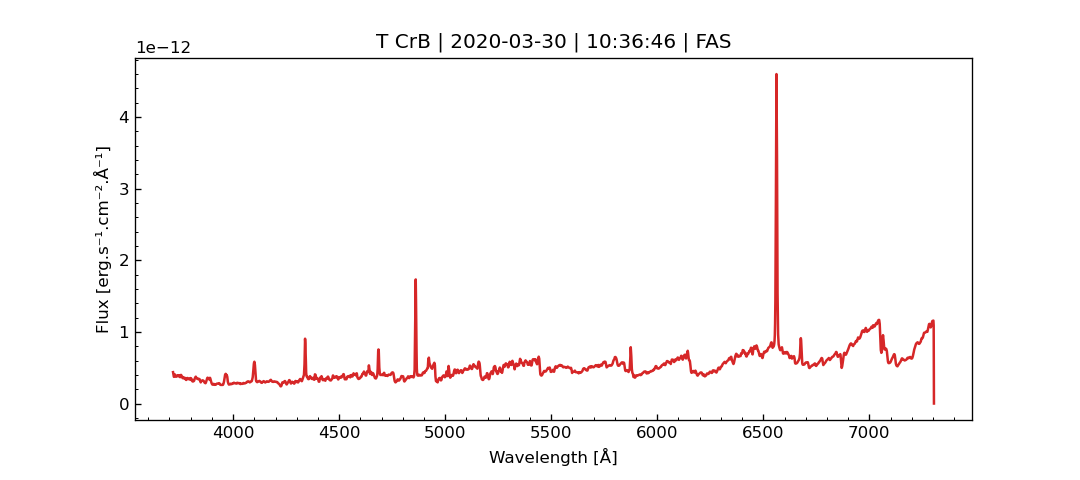 T CrB | 2020-03-30 | 10:36:46 | FAS
1e−12
Flux [erg.s⁻¹.cm⁻².Å⁻¹]
4
3
2
1
0
4000 4500 5000 5500 6000 6500 7000
Wavelength [Å]